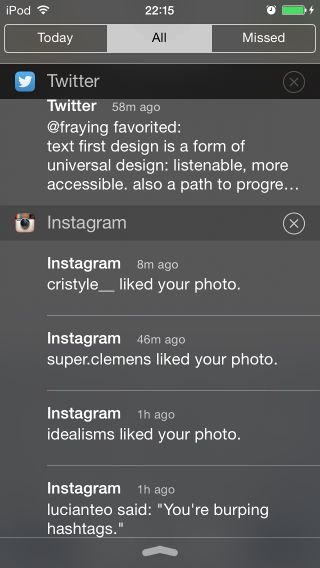 iPod 22:15
Today All Missed
Twitter
Twitter 58m ago
@fraying favorited:
text first design is a form of
universal design: listenable, more
accessible. also a path to progre…
Instagram
Instagram 8m ago
cristyle__ liked your photo.
Instagram 46m ago
super.clemens liked your photo.
Instagram 1h ago
idealisms liked your photo.
Instagram 1h ago
lucianteo said: "You're burping
hashtags."